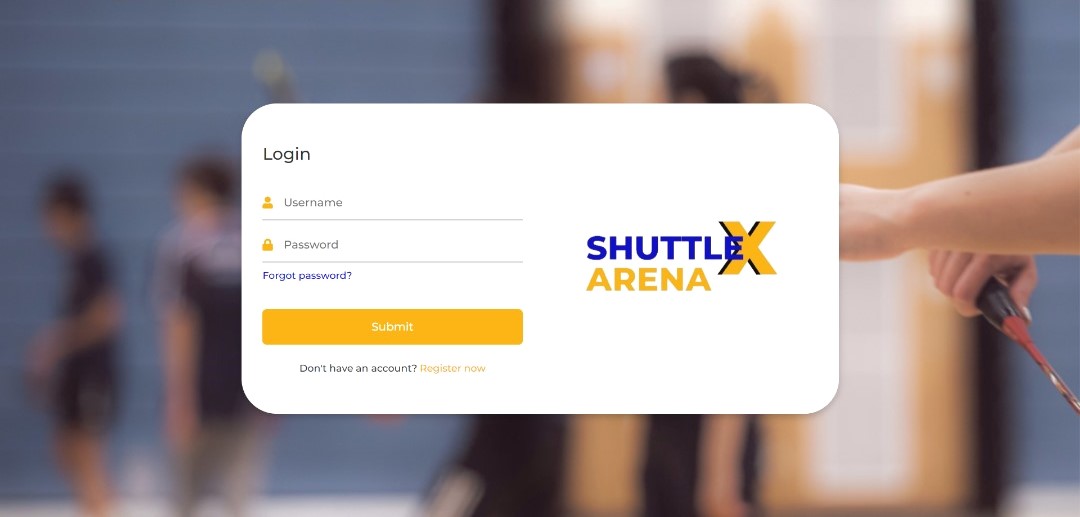 Login
Username
Password
Forgot password?
Submit
Don't have an account? Register now
SHUTTLE X
ARENA